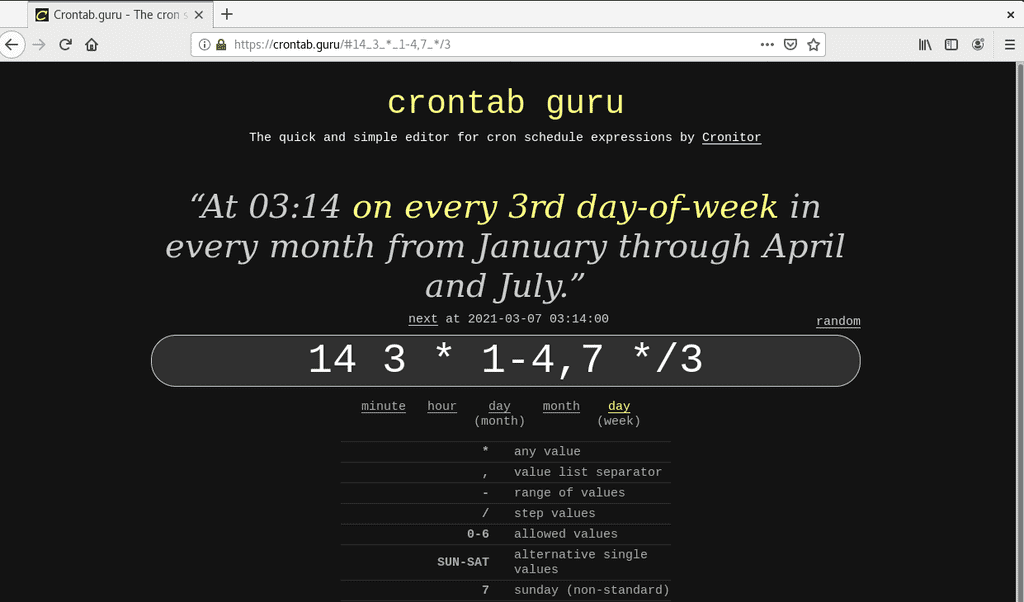 Crontab.guru - The cron s
https://crontab.guru/#14_3_*_1-4,7_*/3
crontab guru
The quick and simple editor for cron schedule expressions by Cronitor
“At 03:14 on every 3rd day-of-week in
every month from January through April
and July.”
next at 2021-03-07 03:14:00
random
14 3 * 1-4,7 */3
minute hour day (month) month day (week)
* any value
, value list separator
- range of values
/ step values
0-6 allowed values
SUN-SAT alternative single
values
7 sunday (non-standard)